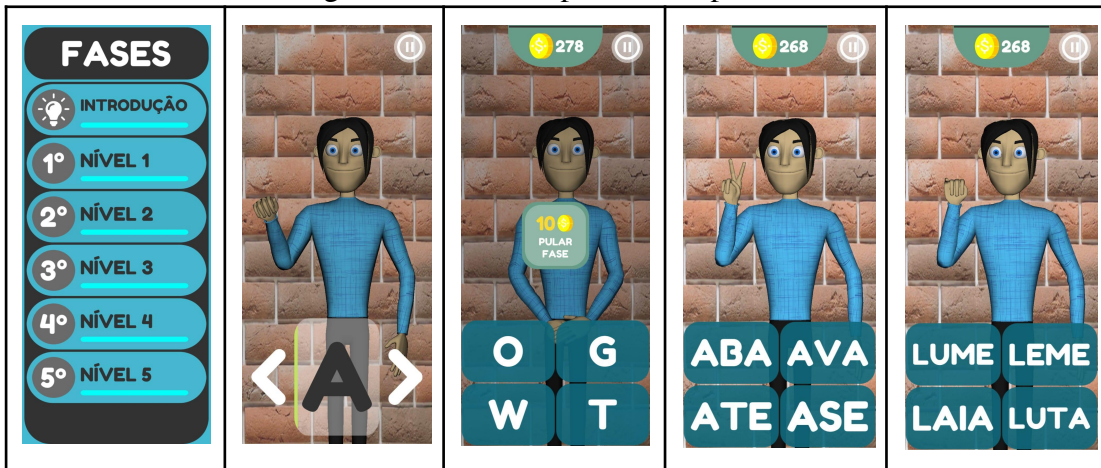 FASES
INTRODUÇÃO
1º NÍVEL 1
2º NÍVEL 2
3º NÍVEL 3
4º NÍVEL 4
5º NÍVEL 5
A
278
10
PULAR
FASE
O G
W T
268
ABA AVA
ATE ASE
268
LUME LEME
LAIA LUTA